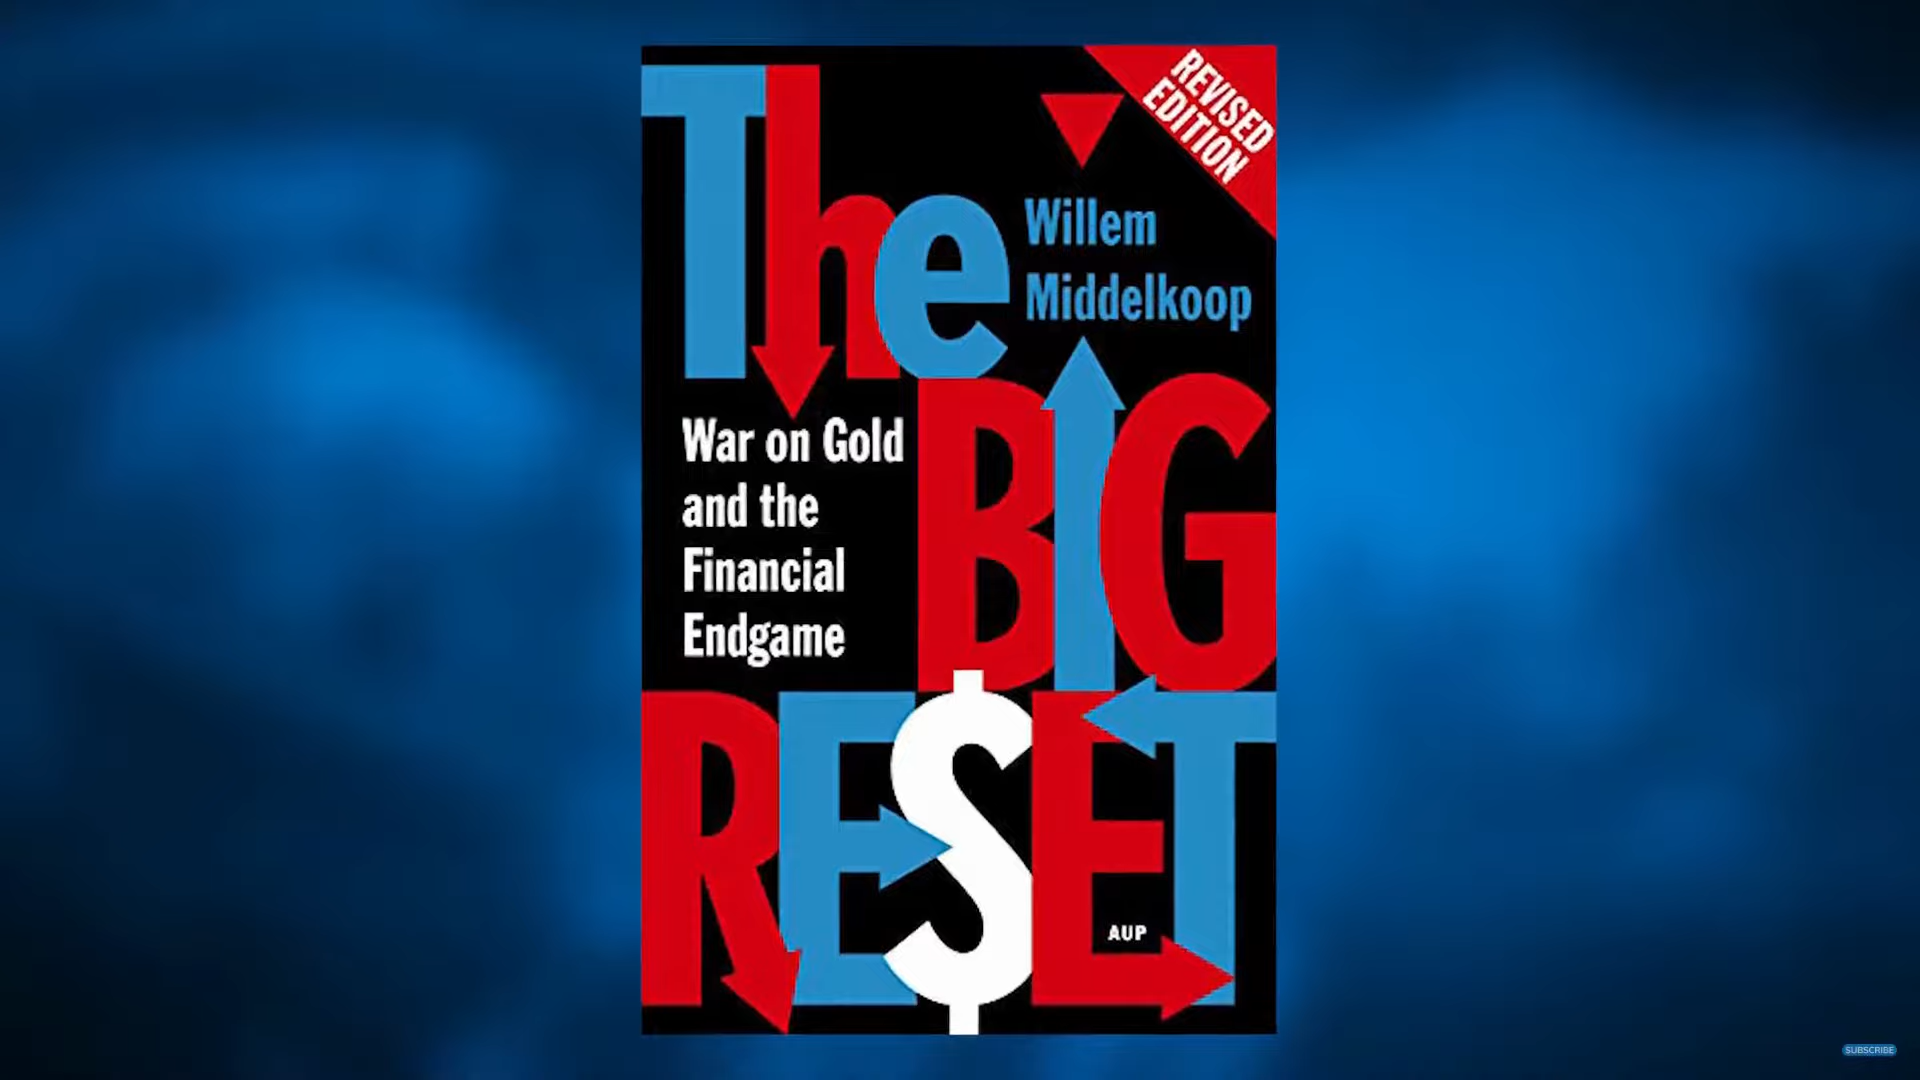 REVISED
EDITION
The
Willem
Middelkoop
War on Gold
and the
Financial
Endgame
BIG
RE$ET
AUP
SUBSCRIBE